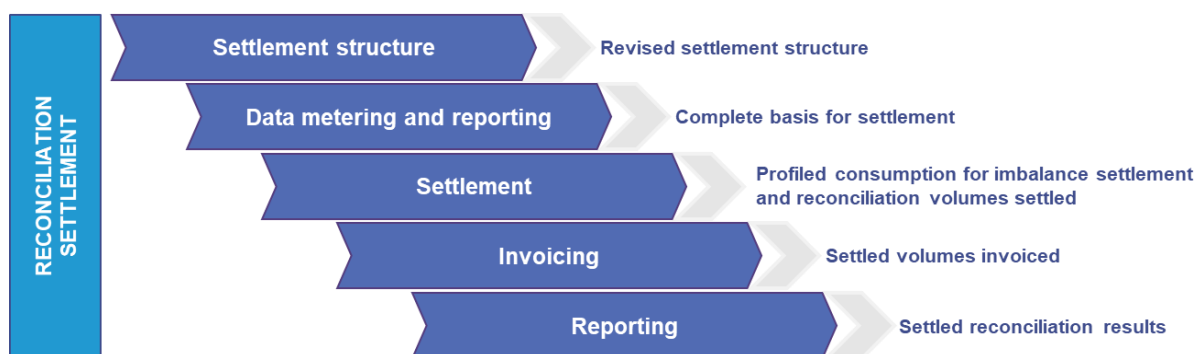 RECONCILIATION
SETTLEMENT
Settlement structure
Revised settlement structure
Data metering and reporting
Complete basis for settlement
Settlement
Profiled consumption for imbalance settlement
and reconciliation volumes settled
Invoicing
Settled volumes invoiced
Reporting
Settled reconciliation results